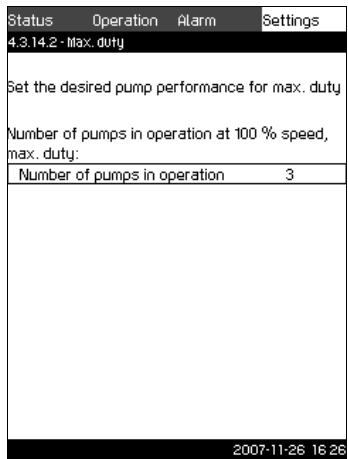 Status Operation Alarm Settings
4.3.14.2 - Max. duty
Set the desired pump performance for max. duty
Number of pumps in operation at 100 % speed,
max. duty:
Number of pumps in operation 3
2007-11-26 16:26